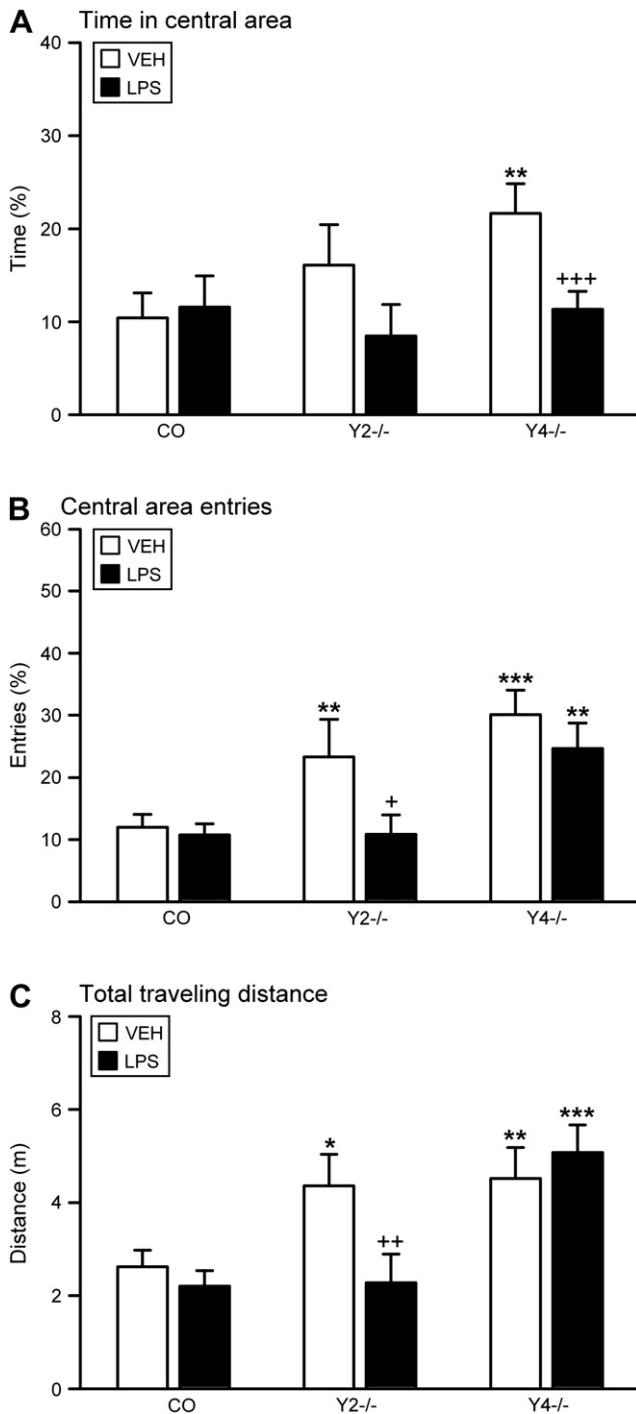 A Time in central area
VEH
LPS
40
30
20
10
0
Time (%)
**
+++
CO Y2-/- Y4-/-
B Central area entries
VEH
LPS
60
50
40
30
20
10
0
Entries (%)
**
+
***
**
CO Y2-/- Y4-/-
C Total traveling distance
VEH
LPS
8
6
4
2
0
Distance (m)
*
++
**
***
CO Y2-/- Y4-/-